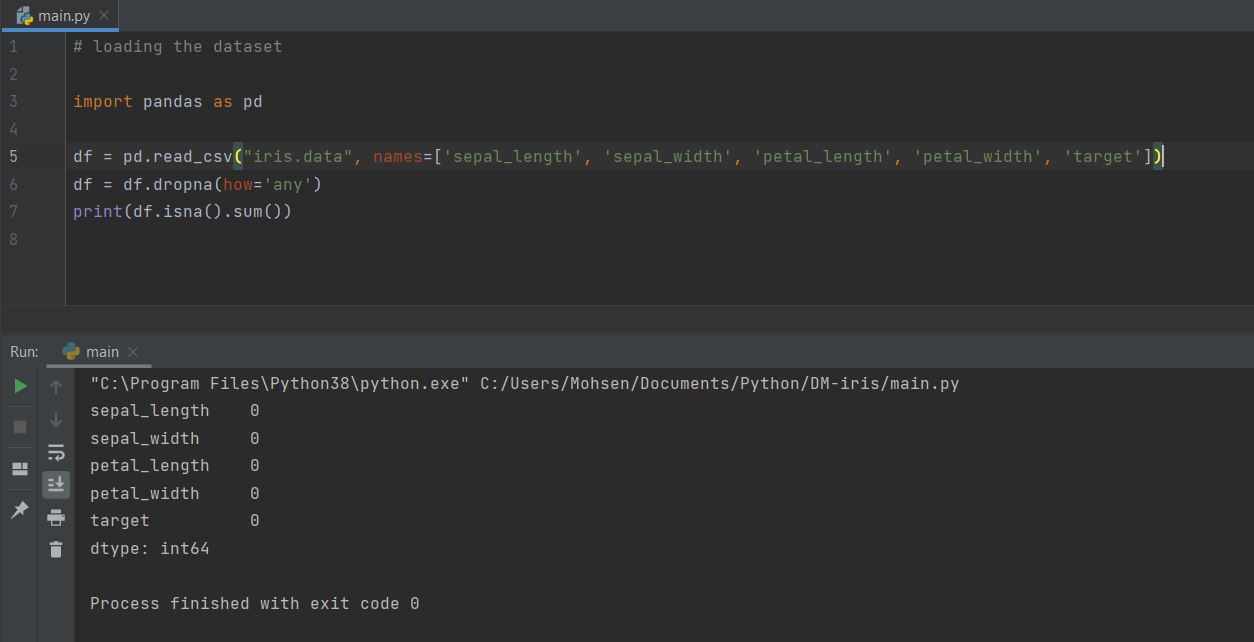 main.py
1 # loading the dataset
2
3 import pandas as pd
4
5 df = pd.read_csv("iris.data", names=['sepal_length', 'sepal_width', 'petal_length', 'petal_width', 'target'])
6 df = df.dropna(how='any')
7 print(df.isna().sum())
8
Run: main
"C:\Program Files\Python38\python.exe" C:/Users/Mohsen/Documents/Python/DM-iris/main.py
sepal_length    0
sepal_width     0
petal_length    0
petal_width     0
target          0
dtype: int64
Process finished with exit code 0